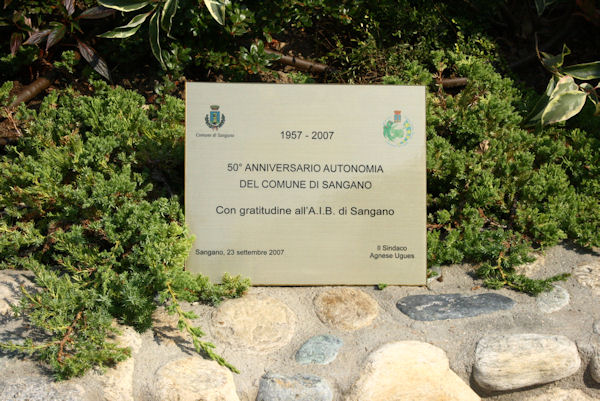 Comune di Sangano
1957 - 2007
50° ANNIVERSARIO AUTONOMIA
DEL COMUNE DI SANGANO
Con gratitudine all'A.I.B. di Sangano
Sangano, 23 settembre 2007
Il Sindaco
Agnese Ugues